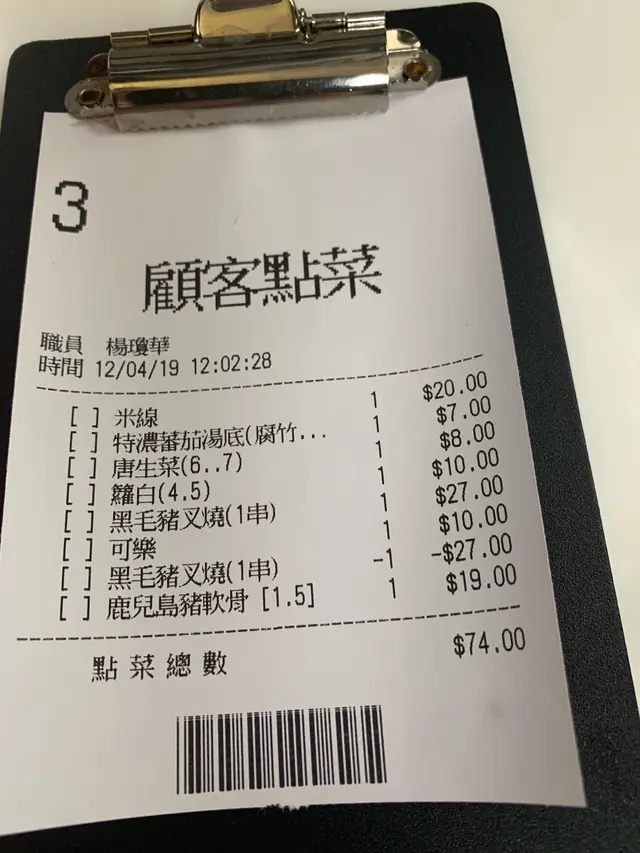 3
顧客點菜
職員 楊瓊華
時間 12/04/19 12:02:28
[ ] 米線 1 $20.00
[ ] 特濃蕃茄湯底(腐竹... 1 $7.00
[ ] 唐生菜(6..7) 1 $8.00
[ ] 籮白(4.5) 1 $10.00
[ ] 黑毛豬叉燒(1串) 1 $27.00
[ ] 可樂 1 $10.00
[ ] 黑毛豬叉燒(1串) -1 -$27.00
[ ] 鹿兒島豬軟骨 [1.5] 1 $19.00
點菜總數 $74.00